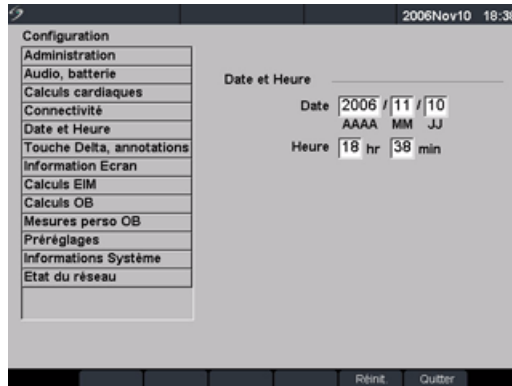 2006Nov10 18:38
Configuration
Administration
Audio, batterie
Calculs cardiaques
Connectivité
Date et Heure
Touche Delta, annotations
Information Ecran
Calculs EIM
Calculs OB
Mesures perso OB
Préréglages
Informations Système
Etat du réseau
Date et Heure
Date 2006 / 11 / 10
AAAA MM JJ
Heure 18 hr 38 min
Réinit. Quitter